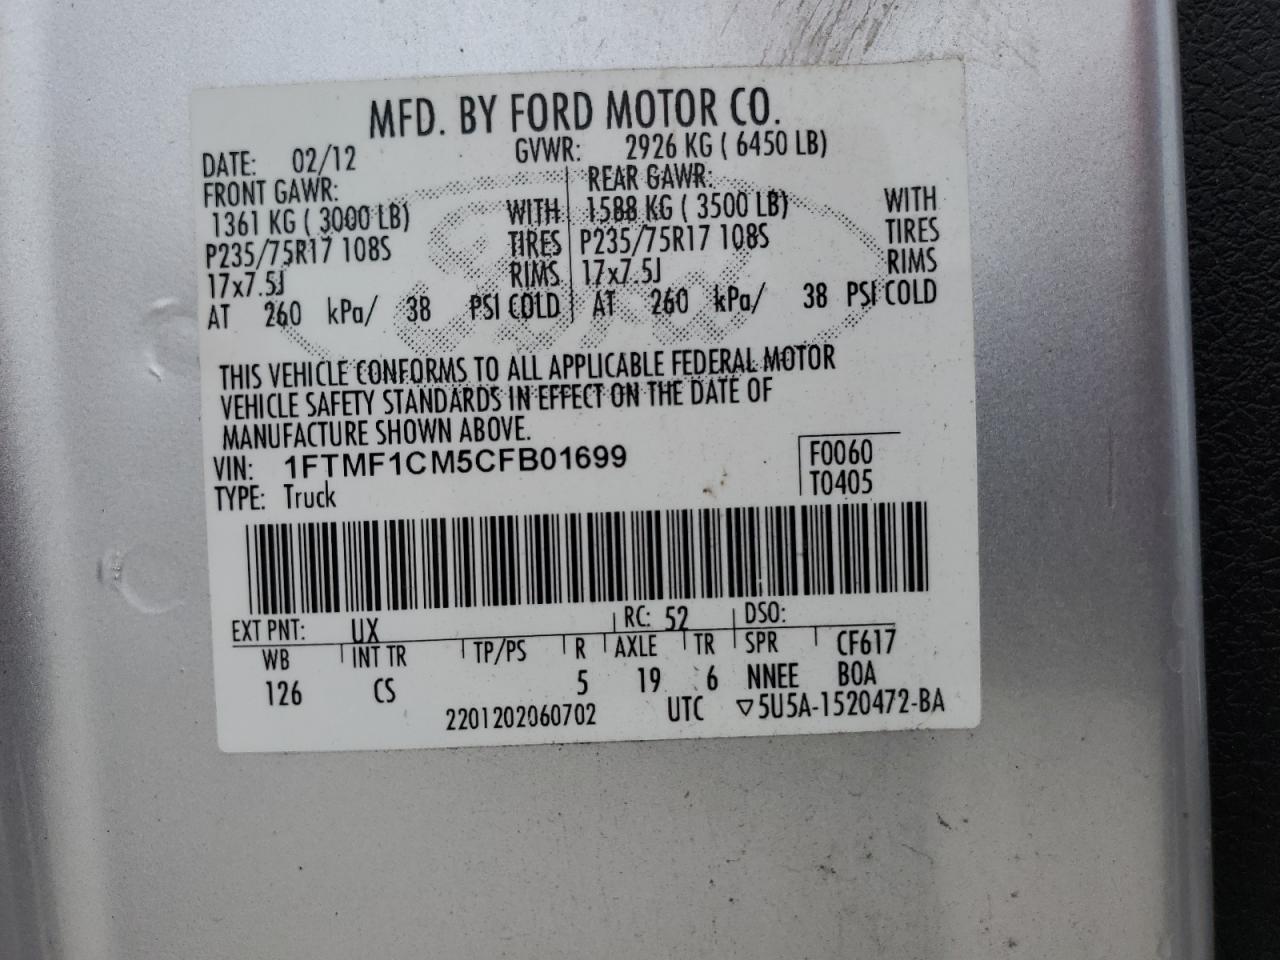 MFD. BY FORD MOTOR CO.
DATE: 02/12 GVWR: 2926 KG ( 6450 LB)
FRONT GAWR: REAR GAWR:
1361 KG ( 3000 LB) WITH 1588 KG ( 3500 LB) WITH
P235/75R17 108S TIRES P235/75R17 108S TIRES
17x7.5J RIMS 17x7.5J RIMS
AT 260 kPa/ 38 PSI COLD AT 260 kPa/ 38 PSI COLD
Ford
THIS VEHICLE CONFORMS TO ALL APPLICABLE FEDERAL MOTOR
VEHICLE SAFETY STANDARDS IN EFFECT ON THE DATE OF
MANUFACTURE SHOWN ABOVE.
VIN: 1FTMF1CM5CFB01699 F0060
TYPE: Truck T0405
EXT PNT: UX RC: 52 DSO:
WB INT TR TP/PS R AXLE TR SPR CF617
126 CS 5 19 6 NNEE BOA
2201202060702 UTC ▽5U5A-1520472-BA